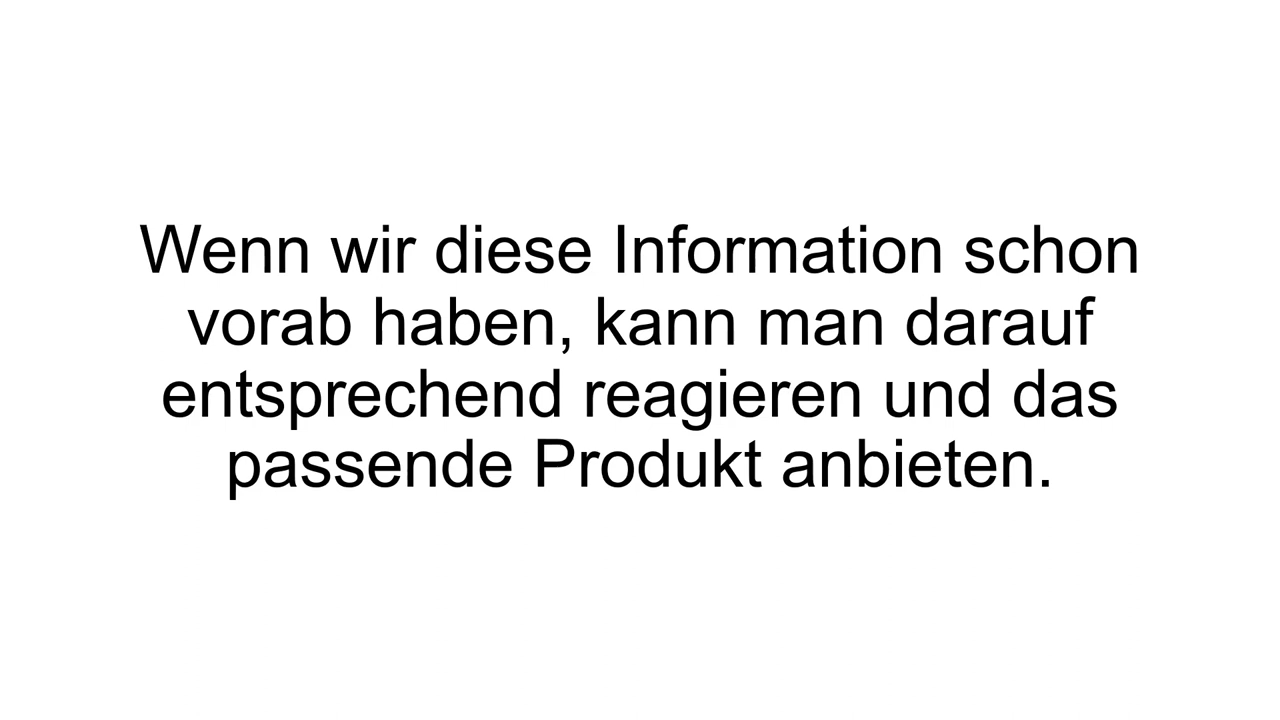 Wenn wir diese Information schon
vorab haben, kann man darauf
entsprechend reagieren und das
passende Produkt anbieten.